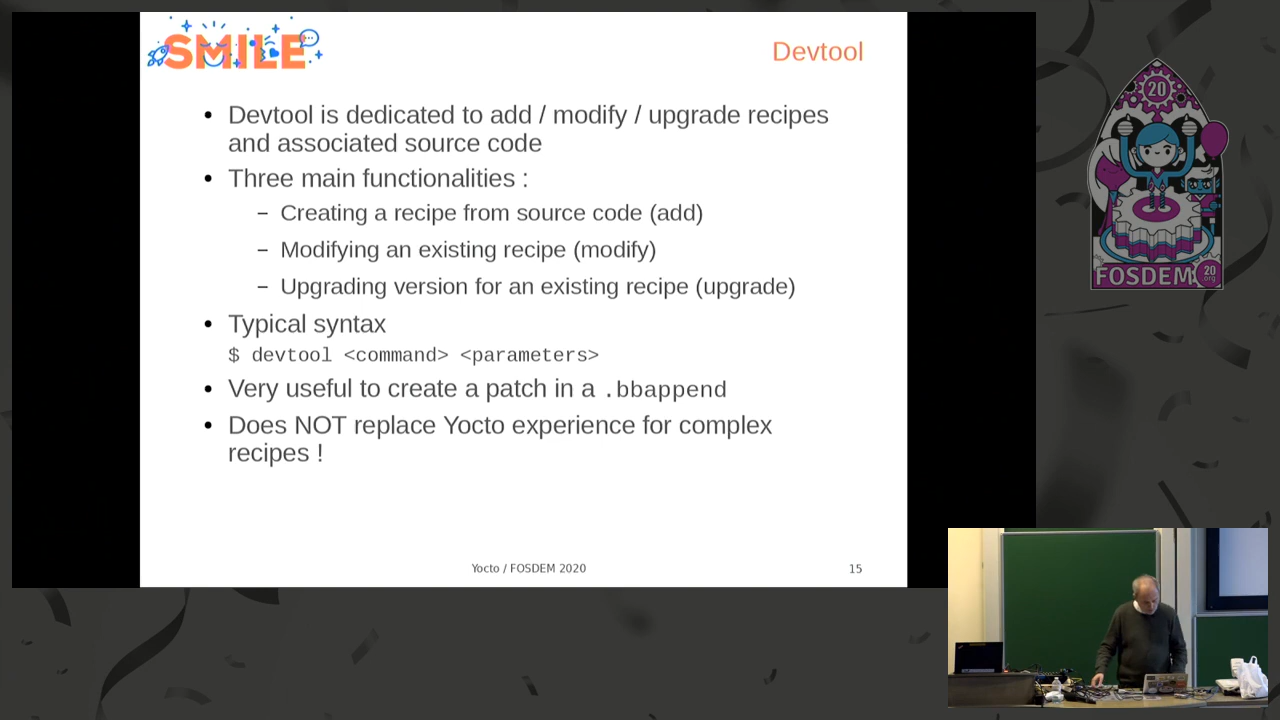 SMILE
Devtool
• Devtool is dedicated to add / modify / upgrade recipes
and associated source code
• Three main functionalities :
– Creating a recipe from source code (add)
– Modifying an existing recipe (modify)
– Upgrading version for an existing recipe (upgrade)
• Typical syntax
$ devtool <command> <parameters>
• Very useful to create a patch in a .bbappend
• Does NOT replace Yocto experience for complex
recipes !
Yocto / FOSDEM 2020
15
20
FOSDEM
20
.org